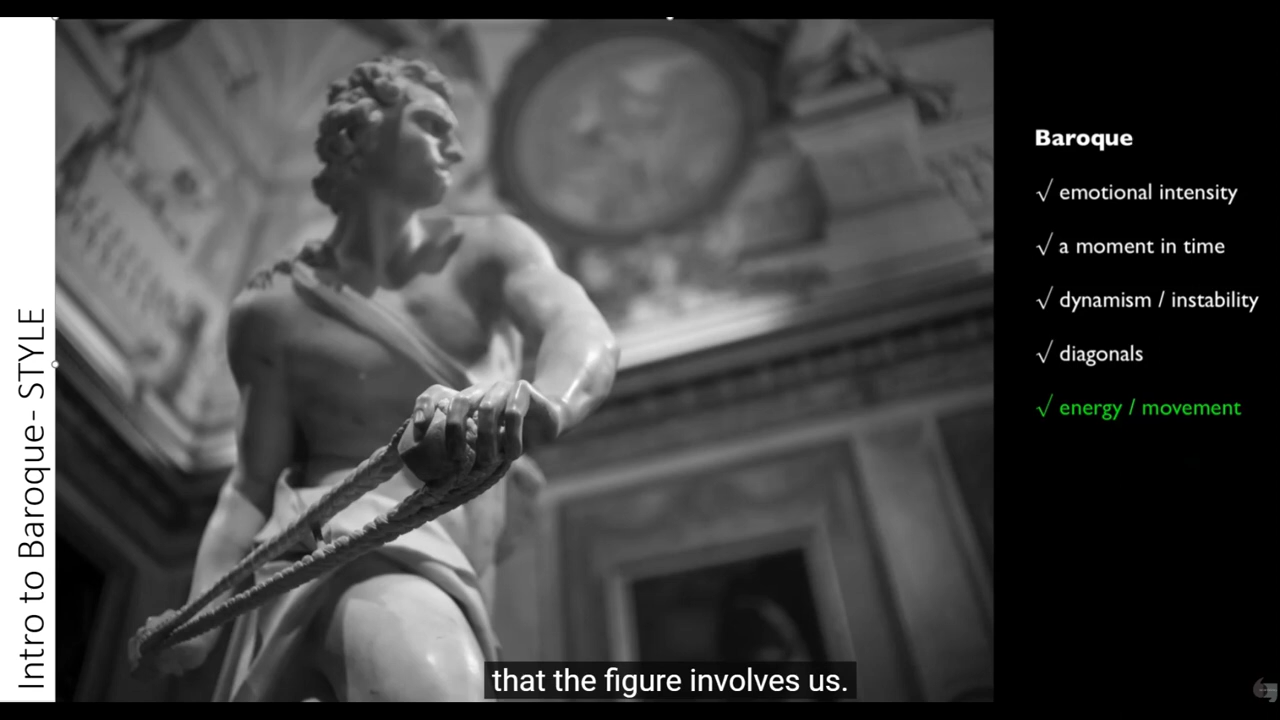 Intro to Baroque- STYLE
Baroque
√ emotional intensity
√ a moment in time
√ dynamism / instability
√ diagonals
√ energy / movement
that the figure involves us.